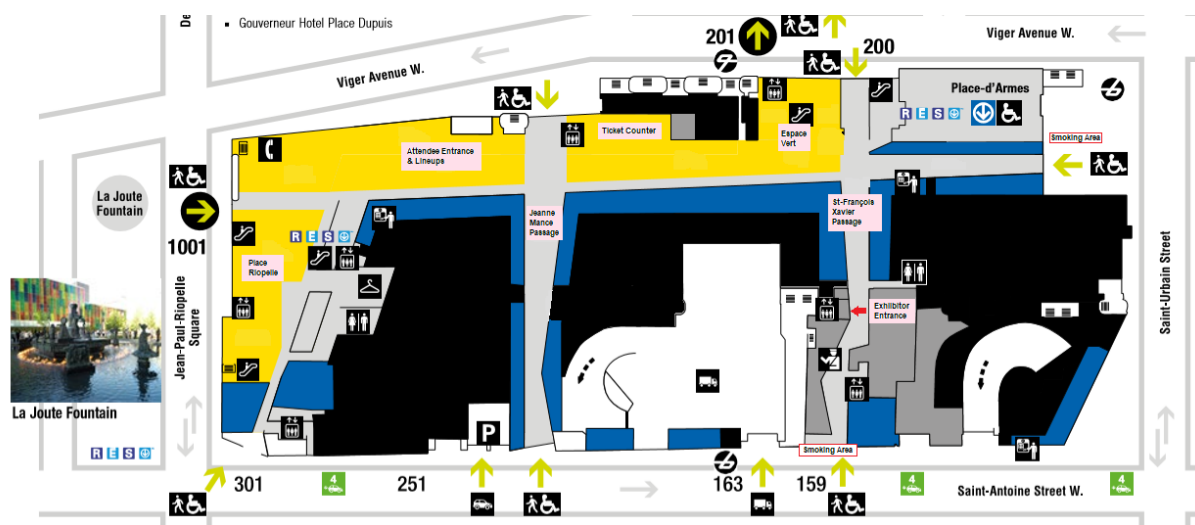 De
▪ Gouverneur Hotel Place Dupuis
201
200
Viger Avenue W.
Viger Avenue W.
Place-d'Armes
R E S
Ticket Counter
Espace
Vert
Smoking Area
Attendee Entrance
& Lineups
La Joute
Fountain
1001
Jeanne
Mance
Passage
St-François
Xavier
Passage
R E S
Place
Riopelle
Jean-Paul-Riopelle
Square
Saint-Urbain Street
Exhibitor
Entrance
La Joute Fountain
R E S
P
Smoking Area
301
4
251
163
159
4
4
Saint-Antoine Street W.